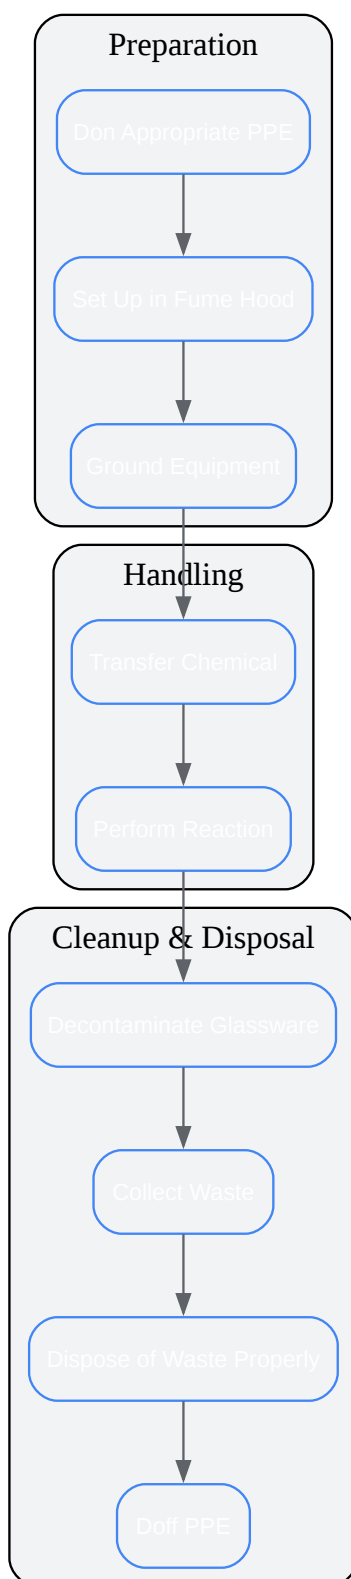 Preparation
Don Appropriate PPE
Set Up in Fume Hood
Ground Equipment
Handling
Transfer Chemical
Perform Reaction
Cleanup & Disposal
Decontaminate Glassware
Collect Waste
Dispose of Waste Properly
Doff PPE